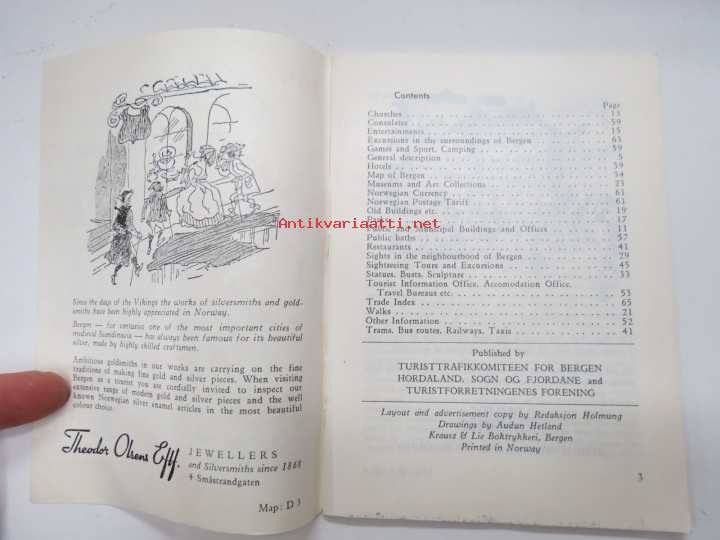 Since the days of the Vikings the works of silversmiths and gold-
smiths have been highly appreciated in Norway.
Bergen — for centuries one of the most important cities of
medieval Scandinavia — has always been famous for its beautiful
silver, made by highly skilled craftsmen.
Ambitious goldsmiths in our works are carrying on the fine
traditions of making fine gold and silver pieces. When visiting
Bergen as a tourist, you are cordially invited to inspect our
extensive range of modern gold and silver pieces and the well
known Norwegian silver enamel articles in the most beautiful
colour choice.
Theodor Olsens Eftf.
JEWELLERS
and Silversmiths since 1868
4 Småstrandgaten
Map: D 3
Contents
Page
Churches 13
Consulates 59
Entertainments 15
Excursions in the surroundings of Bergen 63
Games and Sport, Camping 59
General description 5
Hotels 39
Map of Bergen 34
Museums and Art Collections 23
Norwegian Currency 61
Norwegian Postage Tariff 61
Old Buildings etc. 19
17
Antikvariaatti.net
Public and Municipal Buildings and Offices 11
Public baths 57
Restaurants 41
Sights in the neighbourhood of Bergen 29
Sightseeing Tours and Excursions 45
Statues, Busts, Sculpture 33
Tourist Information Office, Accomodation Office,
Travel Bureaus etc. 53
Trade Index 65
Walks 21
Other Information 52
Trams, Bus routes, Railways, Taxis 41
Published by
TURISTTRAFIKKOMITEEN FOR BERGEN
HORDALAND, SOGN OG FJORDANE and
TURISTFORRETNINGENES FORENING
Layout and advertisement copy by Redaksjon Holmung
Drawings by Audun Hetland
Krausz & Lie Boktrykkeri, Bergen
Printed in Norway
3